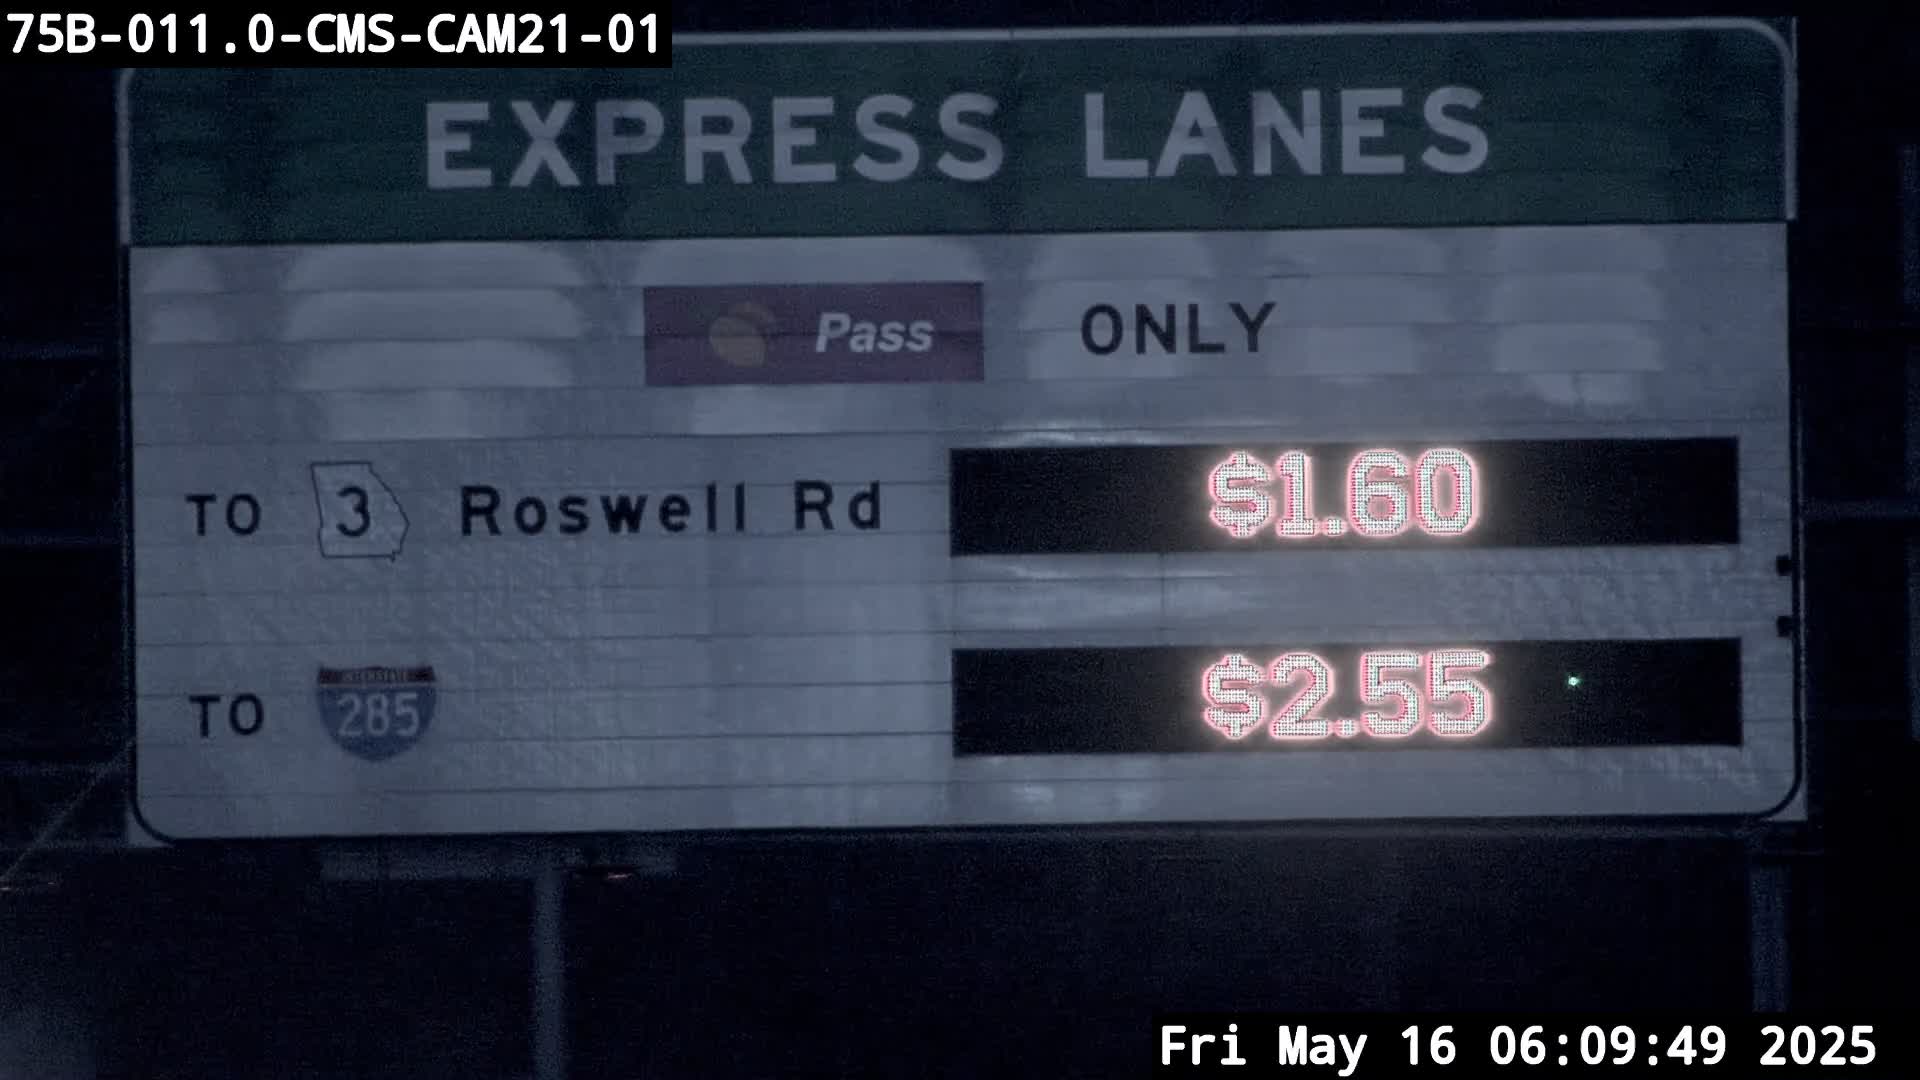 75B-011.0-CMS-CAM21-01
EXPRESS LANES
Pass ONLY
TO 3 Roswell Rd $1.60
TO 285 $2.55
Fri May 16 06:09:49 2025